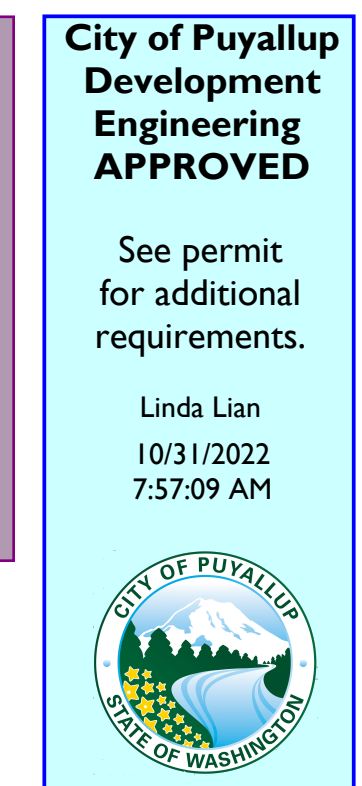 City of Puyallup
Development
Engineering
APPROVED
See permit
for additional
requirements.
Linda Lian
10/31/2022
7:57:09 AM
CITY OF PUYALLUP
STATE OF WASHINGTON